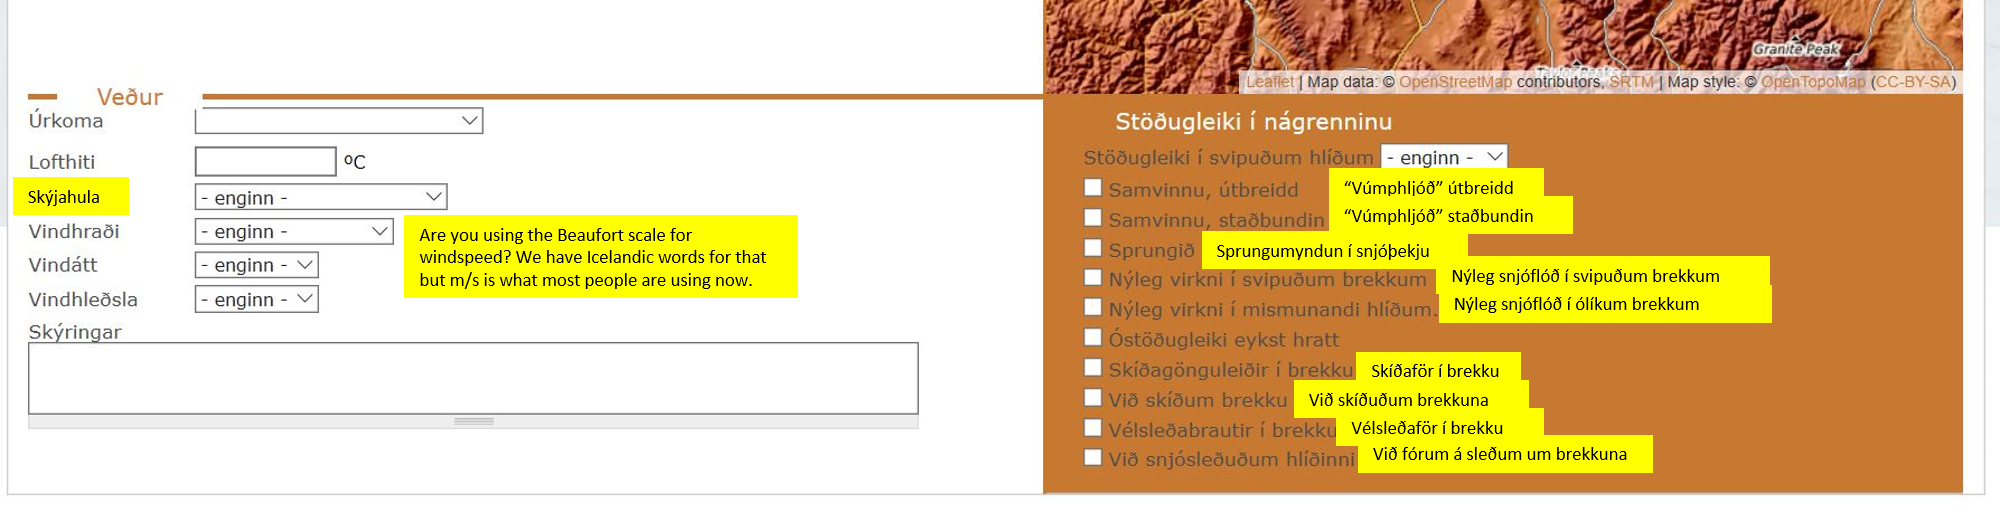 Granite Peak
Leaflet | Map data: © OpenStreetMap contributors, SRTM | Map style: © OpenTopoMap (CC-BY-SA)
Veður
Úrkoma
Lofthiti ºC
Skýjahula - enginn -
Vindhraði - enginn -
Vindátt - enginn -
Vindhleðsla - enginn -
Are you using the Beaufort scale for
windspeed? We have Icelandic words for that
but m/s is what most people are using now.
Skýringar
Stöðugleiki í nágrenninu
Stöðugleiki í svipuðum hlíðum - enginn -
Samvinnu, útbreidd “Vúmphljóð” útbreidd
Samvinnu, staðbundin “Vúmphljóð” staðbundin
Sprungið Sprungumyndun í snjóþekju
Nýleg virkni í svipuðum brekkum Nýleg snjóflóð í svipuðum brekkum
Nýleg virkni í mismunandi hlíðum. Nýleg snjóflóð í ólíkum brekkum
Óstöðugleiki eykst hratt
Skíðagönguleiðir í brekku Skíðaför í brekku
Við skíðum brekku Við skíðuðum brekkuna
Vélsleðabrautir í brekku Vélsleðaför í brekku
Við snjósleðuðum hlíðinni Við fórum á sleðum um brekkuna